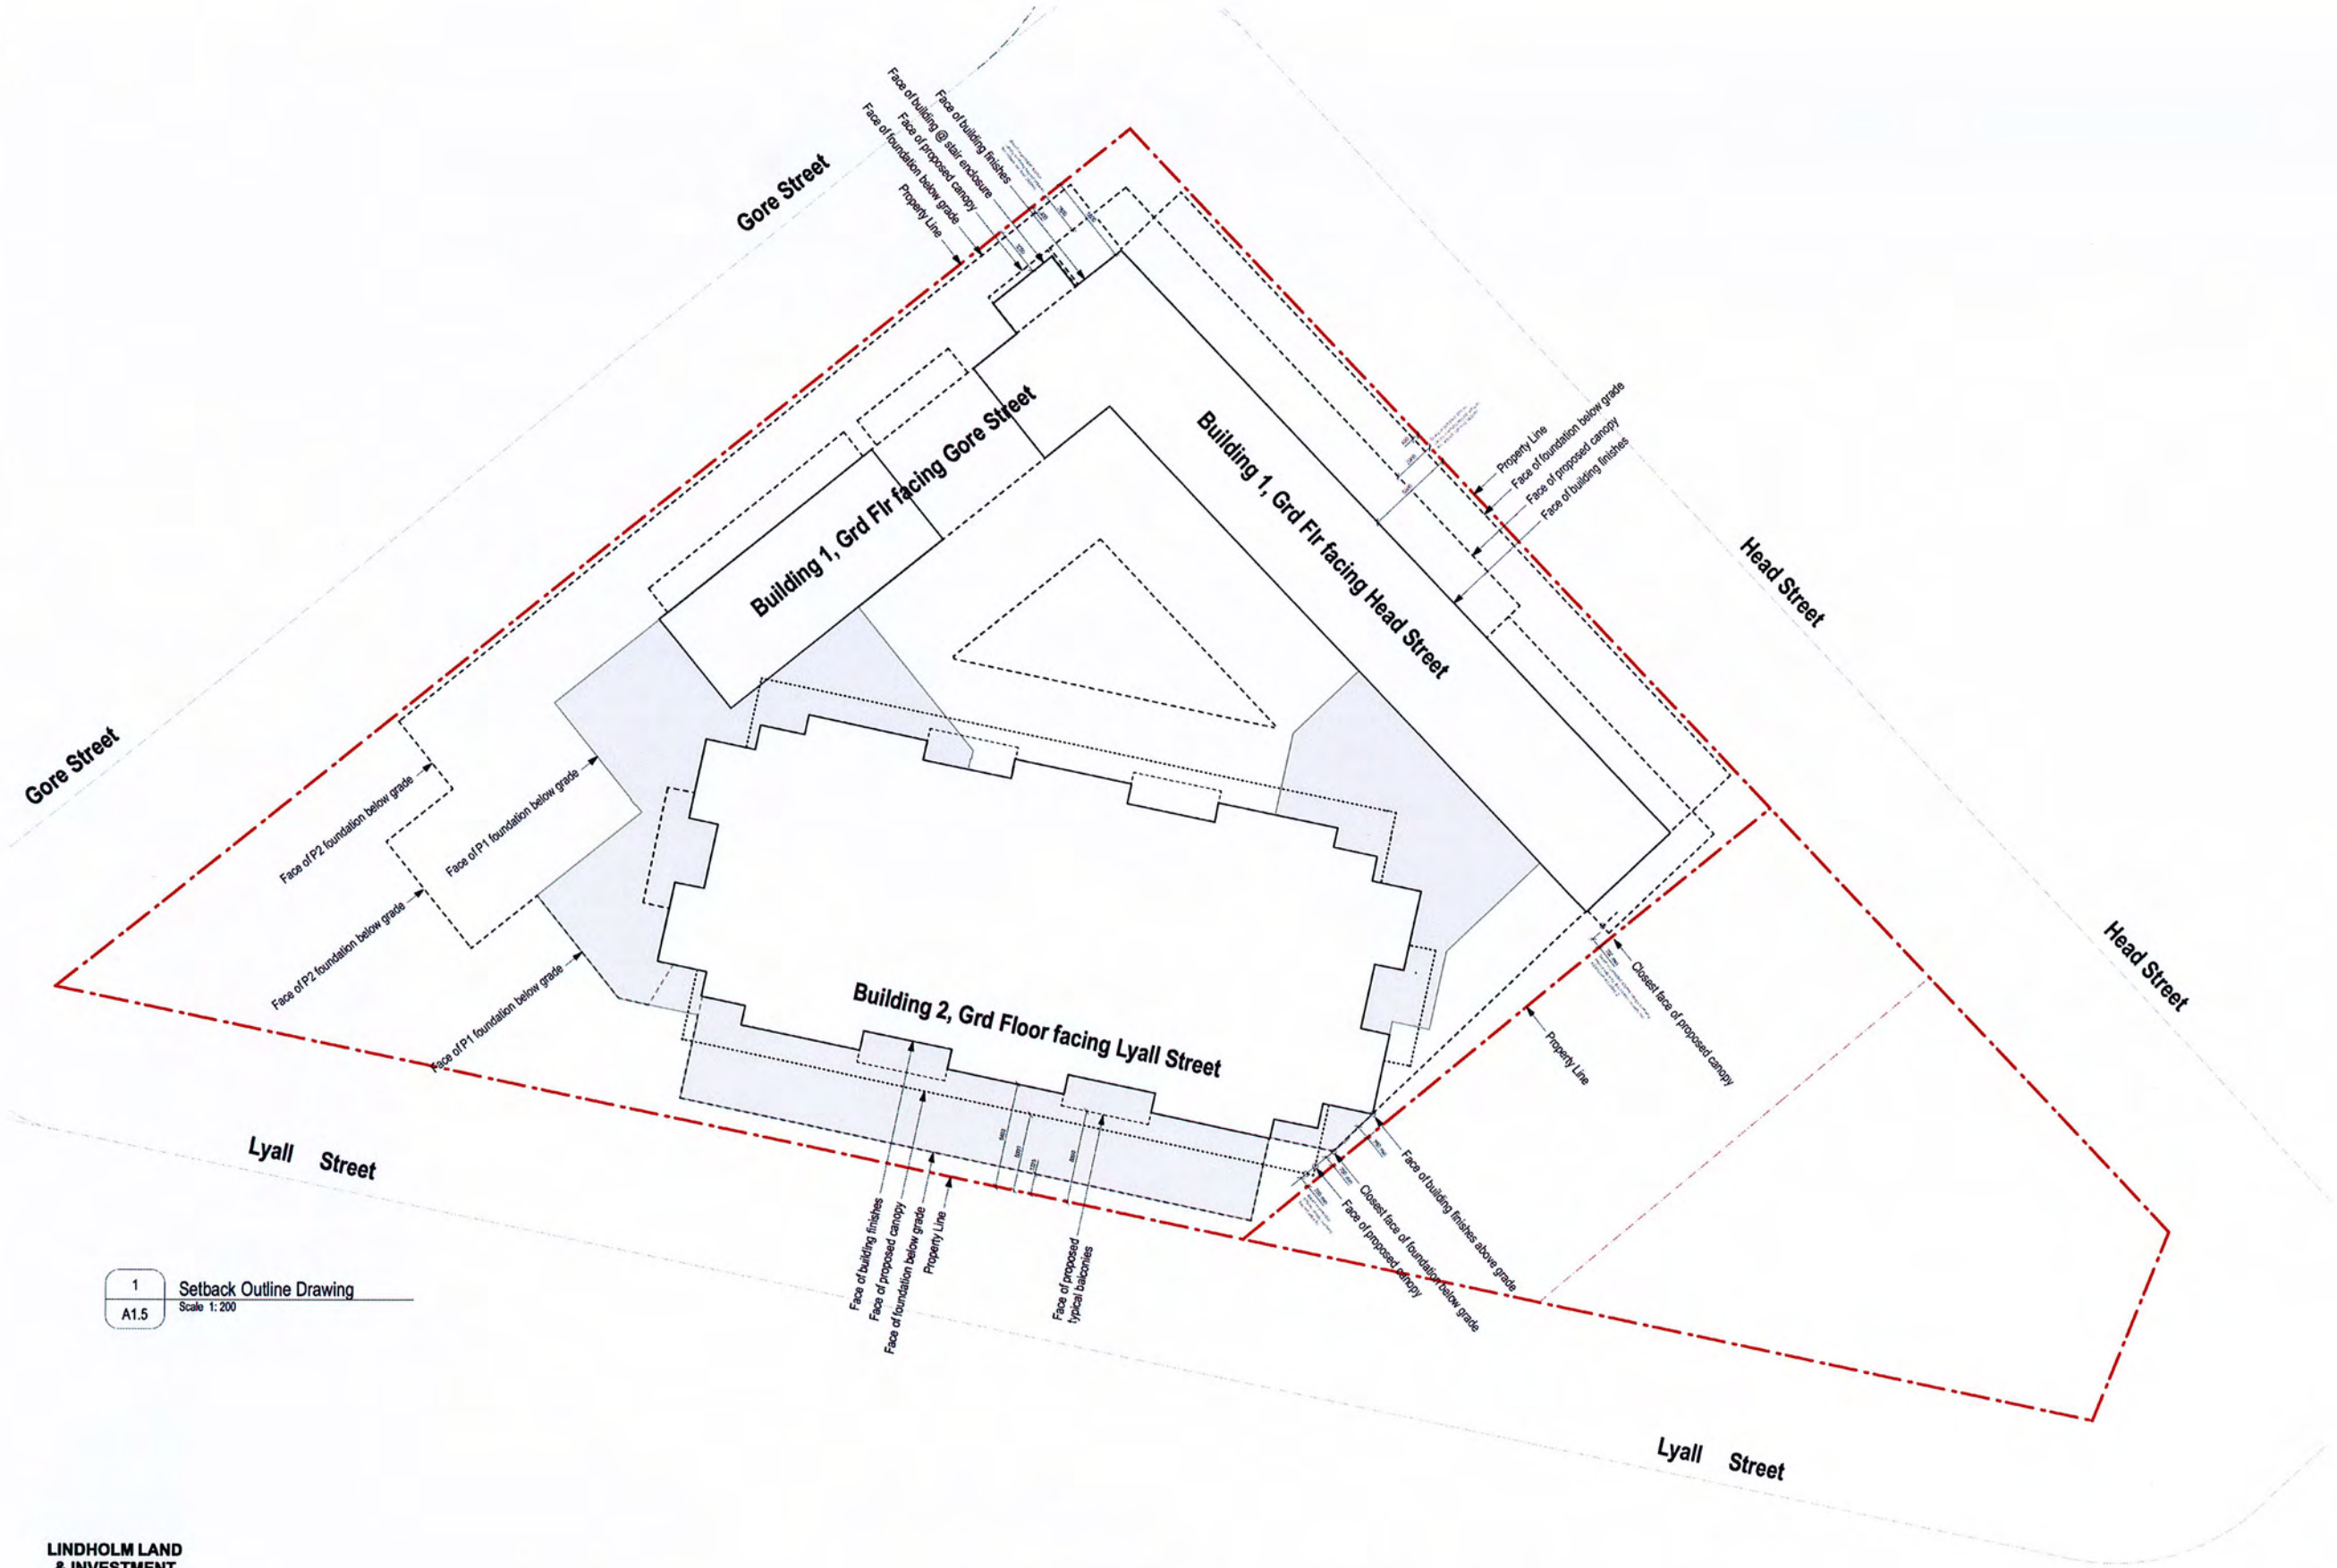 Gore Street
Face of building finishes
Face of building @ stair enclosure
Face of proposed canopy
Face of foundation below grade
Property Line
Building 1, Grd Flr facing Gore Street
Building 1, Grd Flr facing Head Street
Property Line
Face of foundation below grade
Face of proposed canopy
Face of building finishes
Head Street
Gore Street
Face of P2 foundation below grade
Face of P1 foundation below grade
Face of P2 foundation below grade
Face of P1 foundation below grade
Head Street
Closest face of proposed canopy
Property Line
Building 2, Grd Floor facing Lyall Street
Lyall Street
Face of building finishes
Face of proposed canopy
Face of foundation below grade
Property Line
Face of proposed
typical balconies
Face of building finishes above grade
Closest face of foundation below grade
Face of proposed canopy
1
A1.5
Setback Outline Drawing
Scale 1: 200
Lyall Street
LINDHOLM LAND
& INVESTMENT